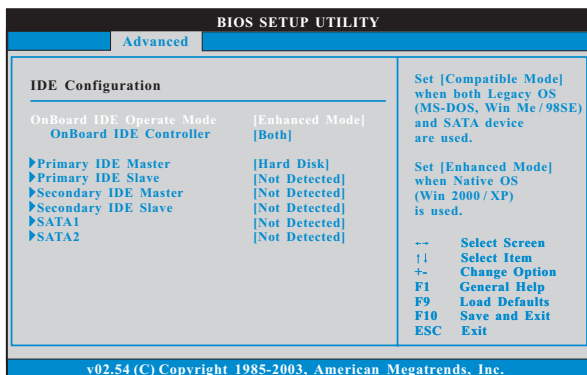 BIOS SETUP UTILITY
Advanced
IDE Configuration
OnBoard IDE Operate Mode [Enhanced Mode]
OnBoard IDE Controller [Both]
Primary IDE Master [Hard Disk]
Primary IDE Slave [Not Detected]
Secondary IDE Master [Not Detected]
Secondary IDE Slave [Not Detected]
SATA1 [Not Detected]
SATA2 [Not Detected]
Set [Compatible Mode]
when both Legacy OS
(MS-DOS, Win Me / 98SE)
and SATA device
are used.
Set [Enhanced Mode]
when Native OS
(Win 2000 / XP)
is used.
←→ Select Screen
↑↓ Select Item
+- Change Option
F1 General Help
F9 Load Defaults
F10 Save and Exit
ESC Exit
v02.54 (C) Copyright 1985-2003, American Megatrends, Inc.